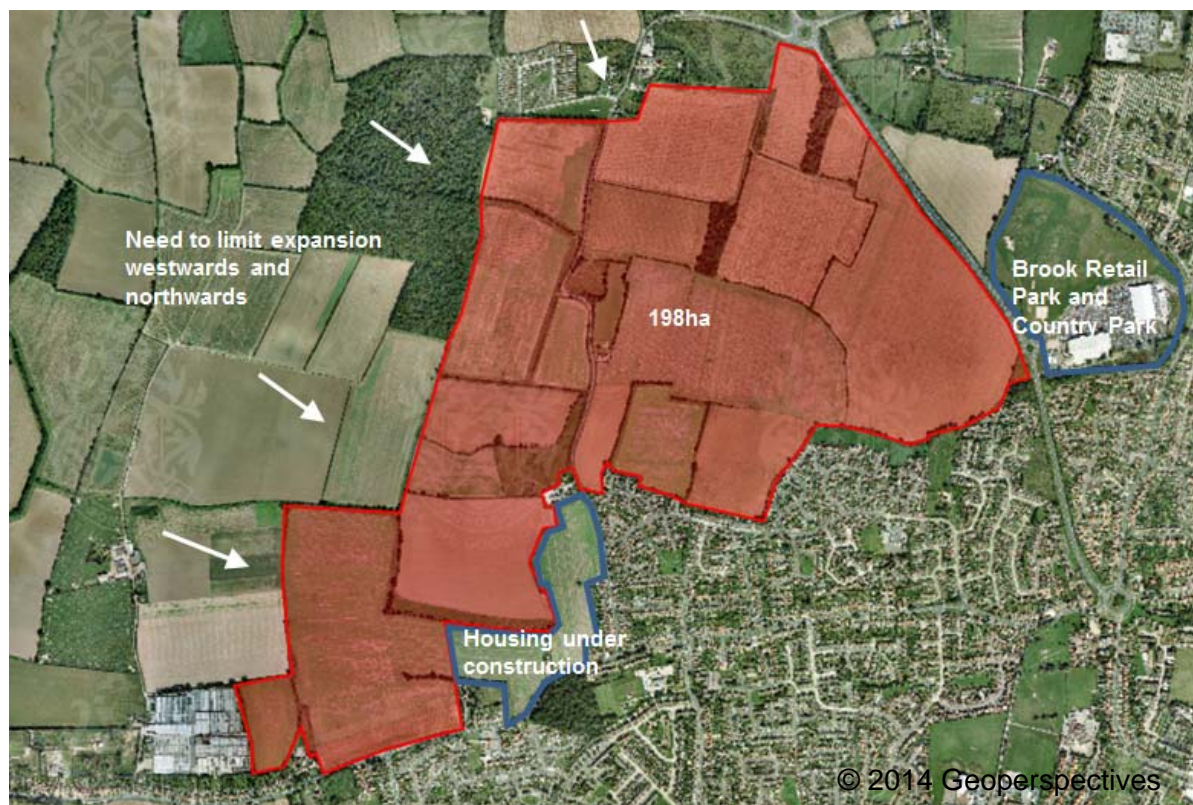 Need to limit expansion
westwards and
northwards
198ha
Brook Retail
Park and
Country Park
Housing under
construction
© 2014 Geoperspectives